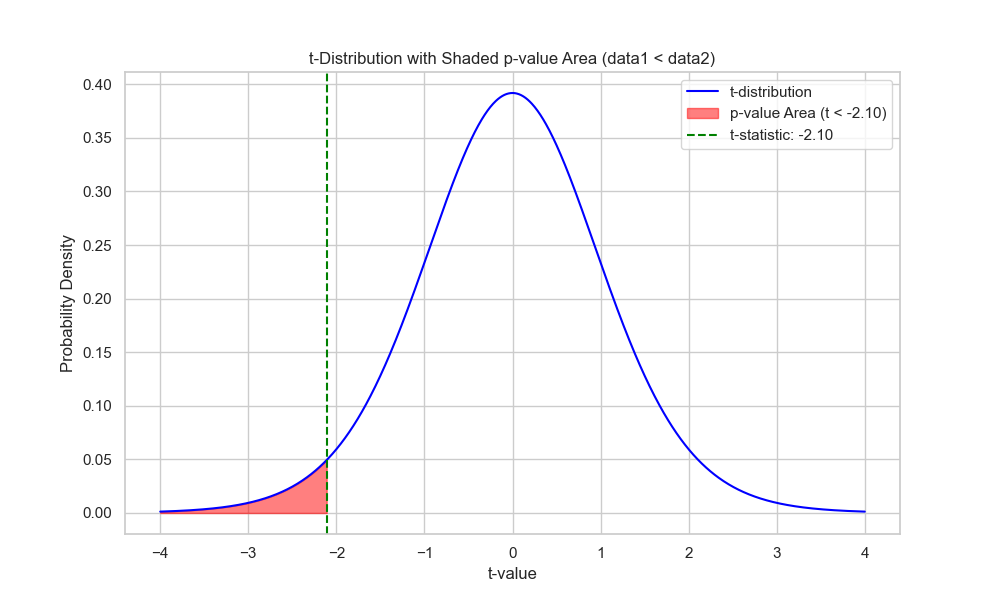 t-Distribution with Shaded p-value Area (data1 < data2)
t-distribution
p-value Area (t < -2.10)
t-statistic: -2.10
Probability Density
0.40
0.35
0.30
0.25
0.20
0.15
0.10
0.05
0.00
−4 −3 −2 −1 0 1 2 3 4
t-value